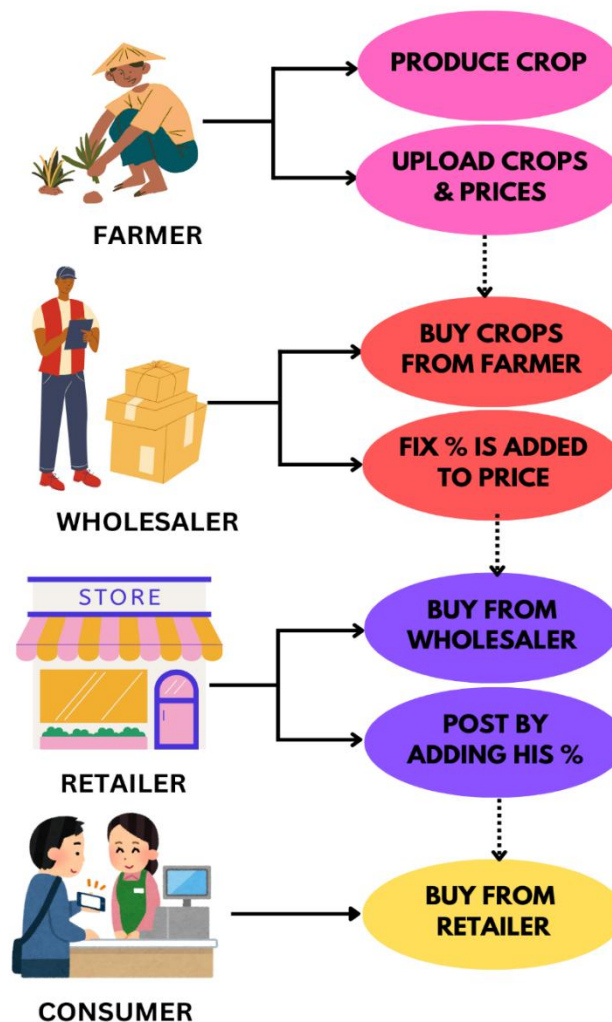 PRODUCE CROP
UPLOAD CROPS
& PRICES
FARMER
BUY CROPS
FROM FARMER
FIX % IS ADDED
TO PRICE
WHOLESALER
STORE
BUY FROM
WHOLESALER
POST BY
ADDING HIS %
RETAILER
BUY FROM
RETAILER
CONSUMER